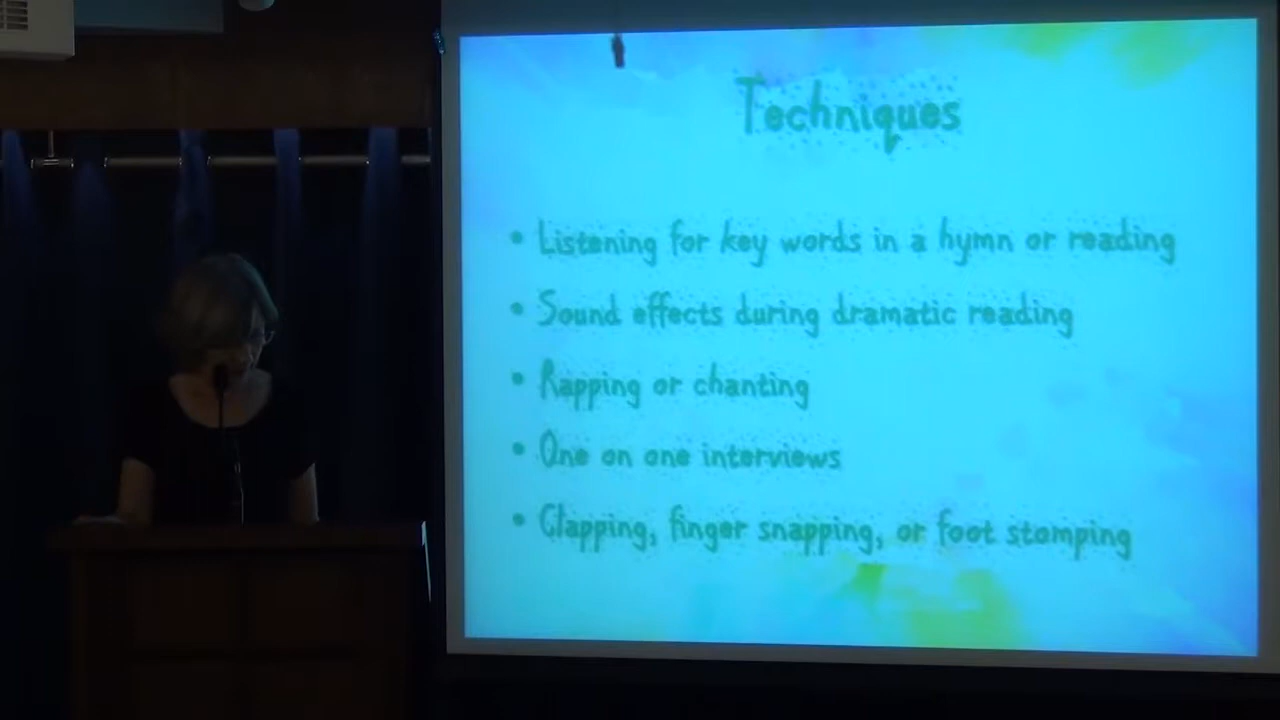 Techniques
• Listening for key words in a hymn or reading
• Sound effects during dramatic reading
• Rapping or chanting
• One on one interviews
• Clapping, finger snapping, or foot stomping